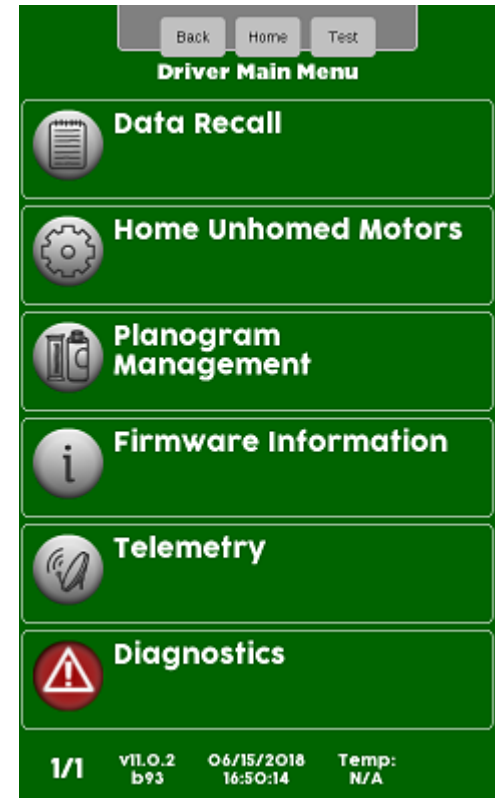 Back Home Test
Driver Main Menu
Data Recall
Home Unhomed Motors
Planogram
Management
i Firmware Information
Telemetry
Diagnostics
1/1 v11.0.2 06/15/2018 Temp:
b93 16:50:14 N/A